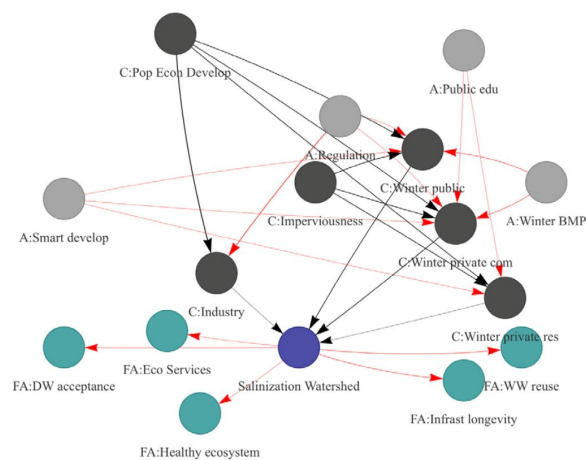 C:Pop Econ Develop
A:Public edu
A:Regulation
C:Winter public
C:Imperviousness
A:Winter BMP
A:Smart develop
C:Winter private com
C:Industry
C:Winter private res
FA:DW acceptance
FA:Eco Services
Salinization Watershed
FA:WW reuse
FA:Infrast longevity
FA:Healthy ecosystem